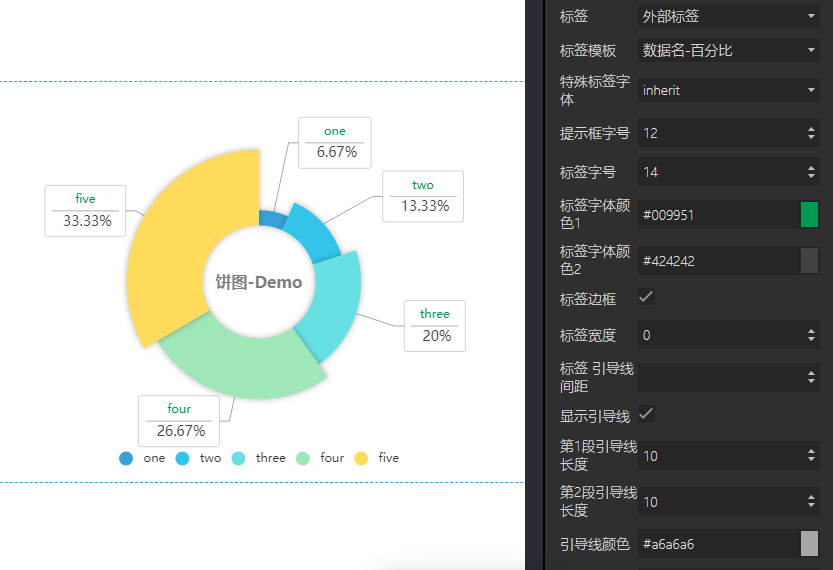 one
6.67%
two
13.33%
five
33.33%
饼图-Demo
three
20%
four
26.67%
one two three four five
标签 外部标签
标签模板 数据名-百分比
特殊标签字
体
inherit
提示框字号 12
标签字号 14
标签字体颜
色1
#009951
标签字体颜
色2
#424242
标签边框
标签宽度 0
标签 引导线
间距
显示引导线
第1段引导线
长度
10
第2段引导线
长度
10
引导线颜色 #a6a6a6